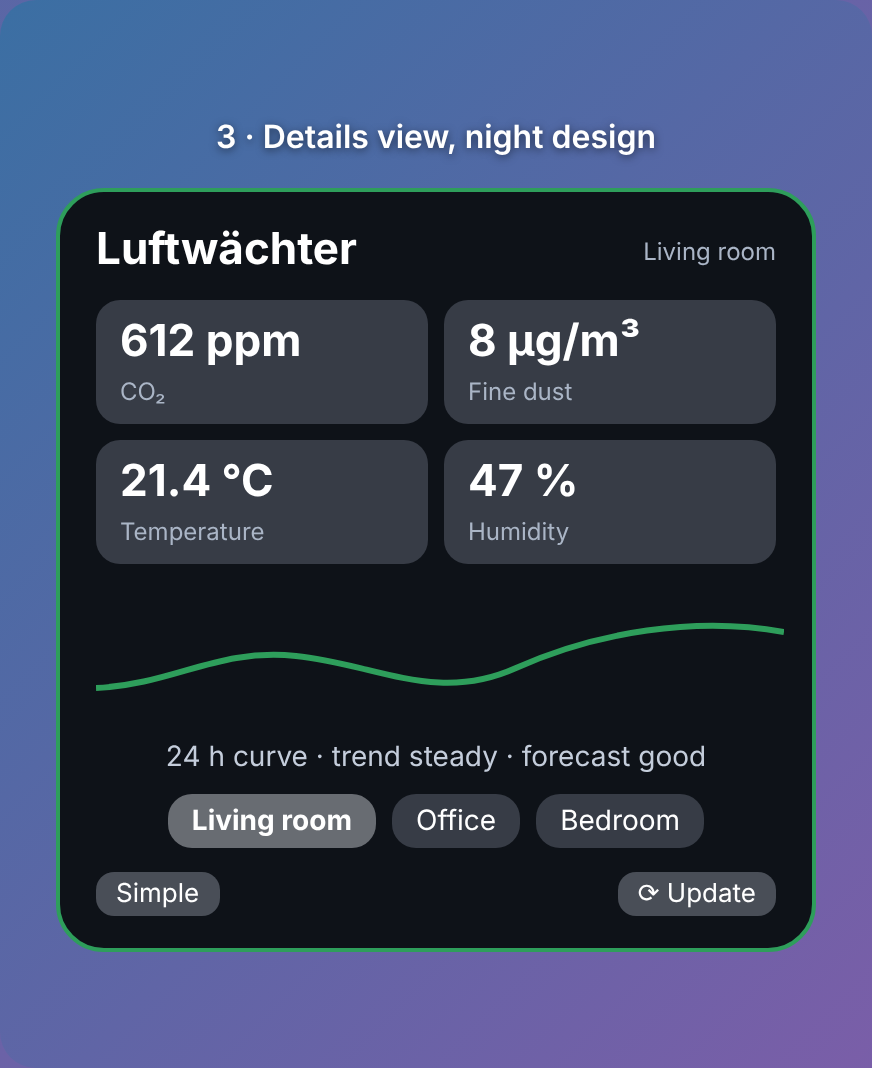 3 · Details view, night design
Luftwächter
Living room
612 ppm
CO₂
8 µg/m³
Fine dust
21.4 °C
Temperature
47 %
Humidity
24 h curve · trend steady · forecast good
Living room
Office
Bedroom
Simple
⟳ Update